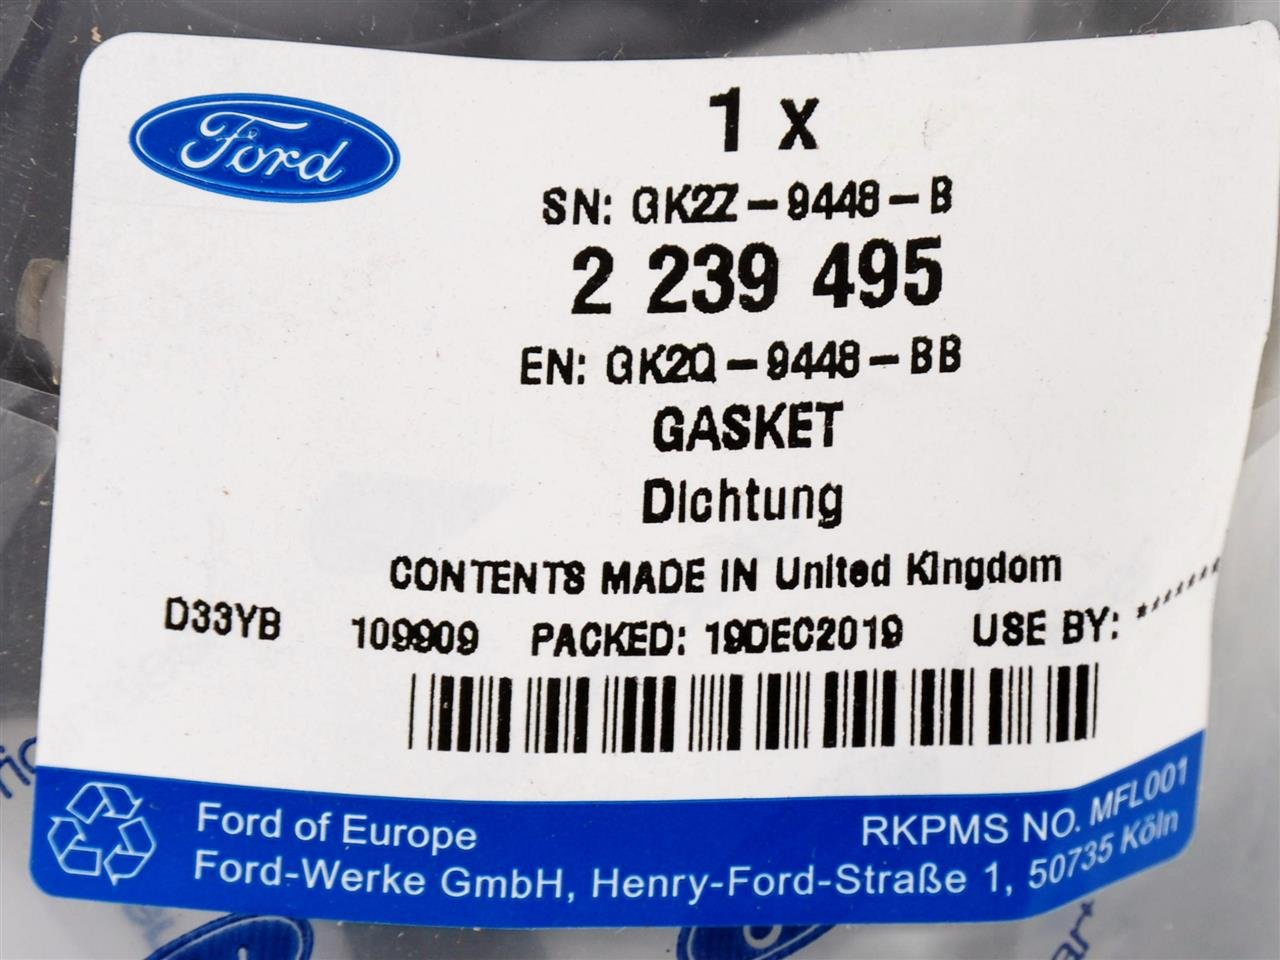 Ford
1 x
SN: GK2Z-9448-B
2 239 495
EN: GK2Q-9448-BB
GASKET
Dichtung
CONTENTS MADE IN United Kingdom
D33YB 109909 PACKED: 19DEC2019 USE BY: *******
Ford of Europe RKPMS NO. MFL001
Ford-Werke GmbH, Henry-Ford-Straße 1, 50735 Köln